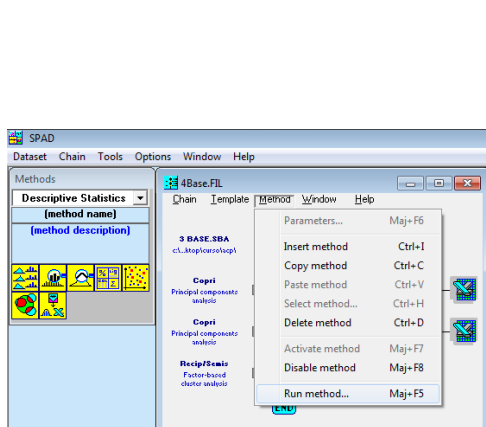 SPAD
Dataset Chain Tools Options Window Help
Methods
Descriptive Statistics
(method name)
(method description)
4Base.FIL
Chain Template Method Window Help
3 BASE.SBA
c:\..ktop\curso\acp\
Copri
Principal components
analysis
Copri
Principal components
analysis
Recip/Semis
Factor-based
cluster analysis
END
Parameters... Maj+F6
Insert method Ctrl+I
Copy method Ctrl+C
Paste method Ctrl+V
Select method... Ctrl+H
Delete method Ctrl+D
Activate method Maj+F7
Disable method Maj+F8
Run method... Maj+F5